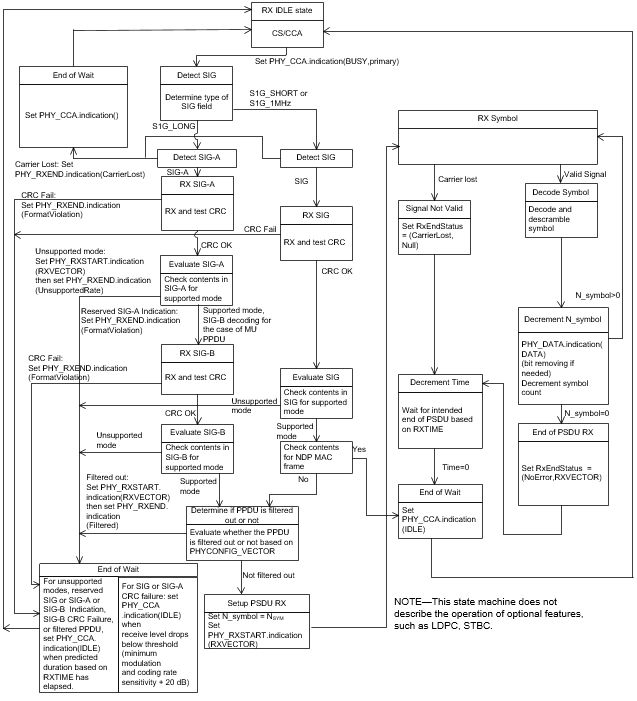 RX IDLE state
CS/CCA
Set PHY_CCA.indication(BUSY,primary)
End of Wait
Set PHY_CCA.indication()
Detect SIG
Determine type of
SIG field
S1G_SHORT or
S1G_1MHz
S1G_LONG
Carrier Lost: Set
PHY_RXEND.indication(CarrierLost)
Detect SIG-A
SIG-A
Detect SIG
SIG
RX SIG-A
RX and test CRC
CRC Fail:
Set PHY_RXEND.indication
(FormatViolation)
CRC OK
RX SIG
RX and test CRC
CRC Fail
CRC OK
Unsupported mode:
Set PHY_RXSTART.indication
(RXVECTOR)
then set PHY_RXEND.indication
(UnsupportedRate)
Evaluate SIG-A
Check contents in
SIG-A for
supported mode
Reserved SIG-A Indication:
Set PHY_RXEND.indication
(FormatViolation)
Supported mode,
SIG-B decoding for
the case of MU
PPDU
RX SIG-B
RX and test CRC
CRC Fail:
Set PHY_RXEND.indication
(FormatViolation)
CRC OK
Evaluate SIG
Check contents in
SIG for supported
mode
Unsupported
mode
Supported
mode
Evaluate SIG-B
Check contents in
SIG-B for
supported mode
Unsupported
mode
Supported
mode
Check contents
for NDP MAC
frame
Yes
No
Filtered out:
Set PHY_RXSTART.
indication(RXVECTOR)
then set PHY_RXEND.
indication
(Filtered)
Determine if PPDU is filtered
out or not
Evaluate whether the PPDU
is filtered out or not based on
PHYCONFIG_VECTOR
Not filtered out
End of Wait
For unsupported
modes, reserved
SIG or SIG-A or
SIG-B Indication,
SIG-B CRC Failure,
or filtered PPDU,
set PHY_CCA.
indication(IDLE)
when predicted
duration based on
RXTIME has
elapsed.
For SIG or SIG-A
CRC failure: set
PHY_CCA
.indication(IDLE)
when
receive level drops
below threshold
(minimum
modulation
and coding rate
sensitivity + 20 dB)
Setup PSDU RX
Set N_symbol = NSYM
Set
PHY_RXSTART.indication
(RXVECTOR)
RX Symbol
Carrier lost
Valid Signal
Signal Not Valid
Set RxEndStatus
= (CarrierLost,
Null)
Decode Symbol
Decode and
descramble
symbol
N_symbol>0
Decrement N_symbol
PHY_DATA.indication(
DATA)
(bit removing if
needed)
Decrement symbol
count
N_symbol=0
Decrement Time
Wait for intended
end of PSDU based
on RXTIME
Time=0
End of PSDU RX
Set RxEndStatus =
(NoError,RXVECTOR)
End of Wait
Set
PHY_CCA.indication
(IDLE)
NOTE—This state machine does not
describe the operation of optional features,
such as LDPC, STBC.